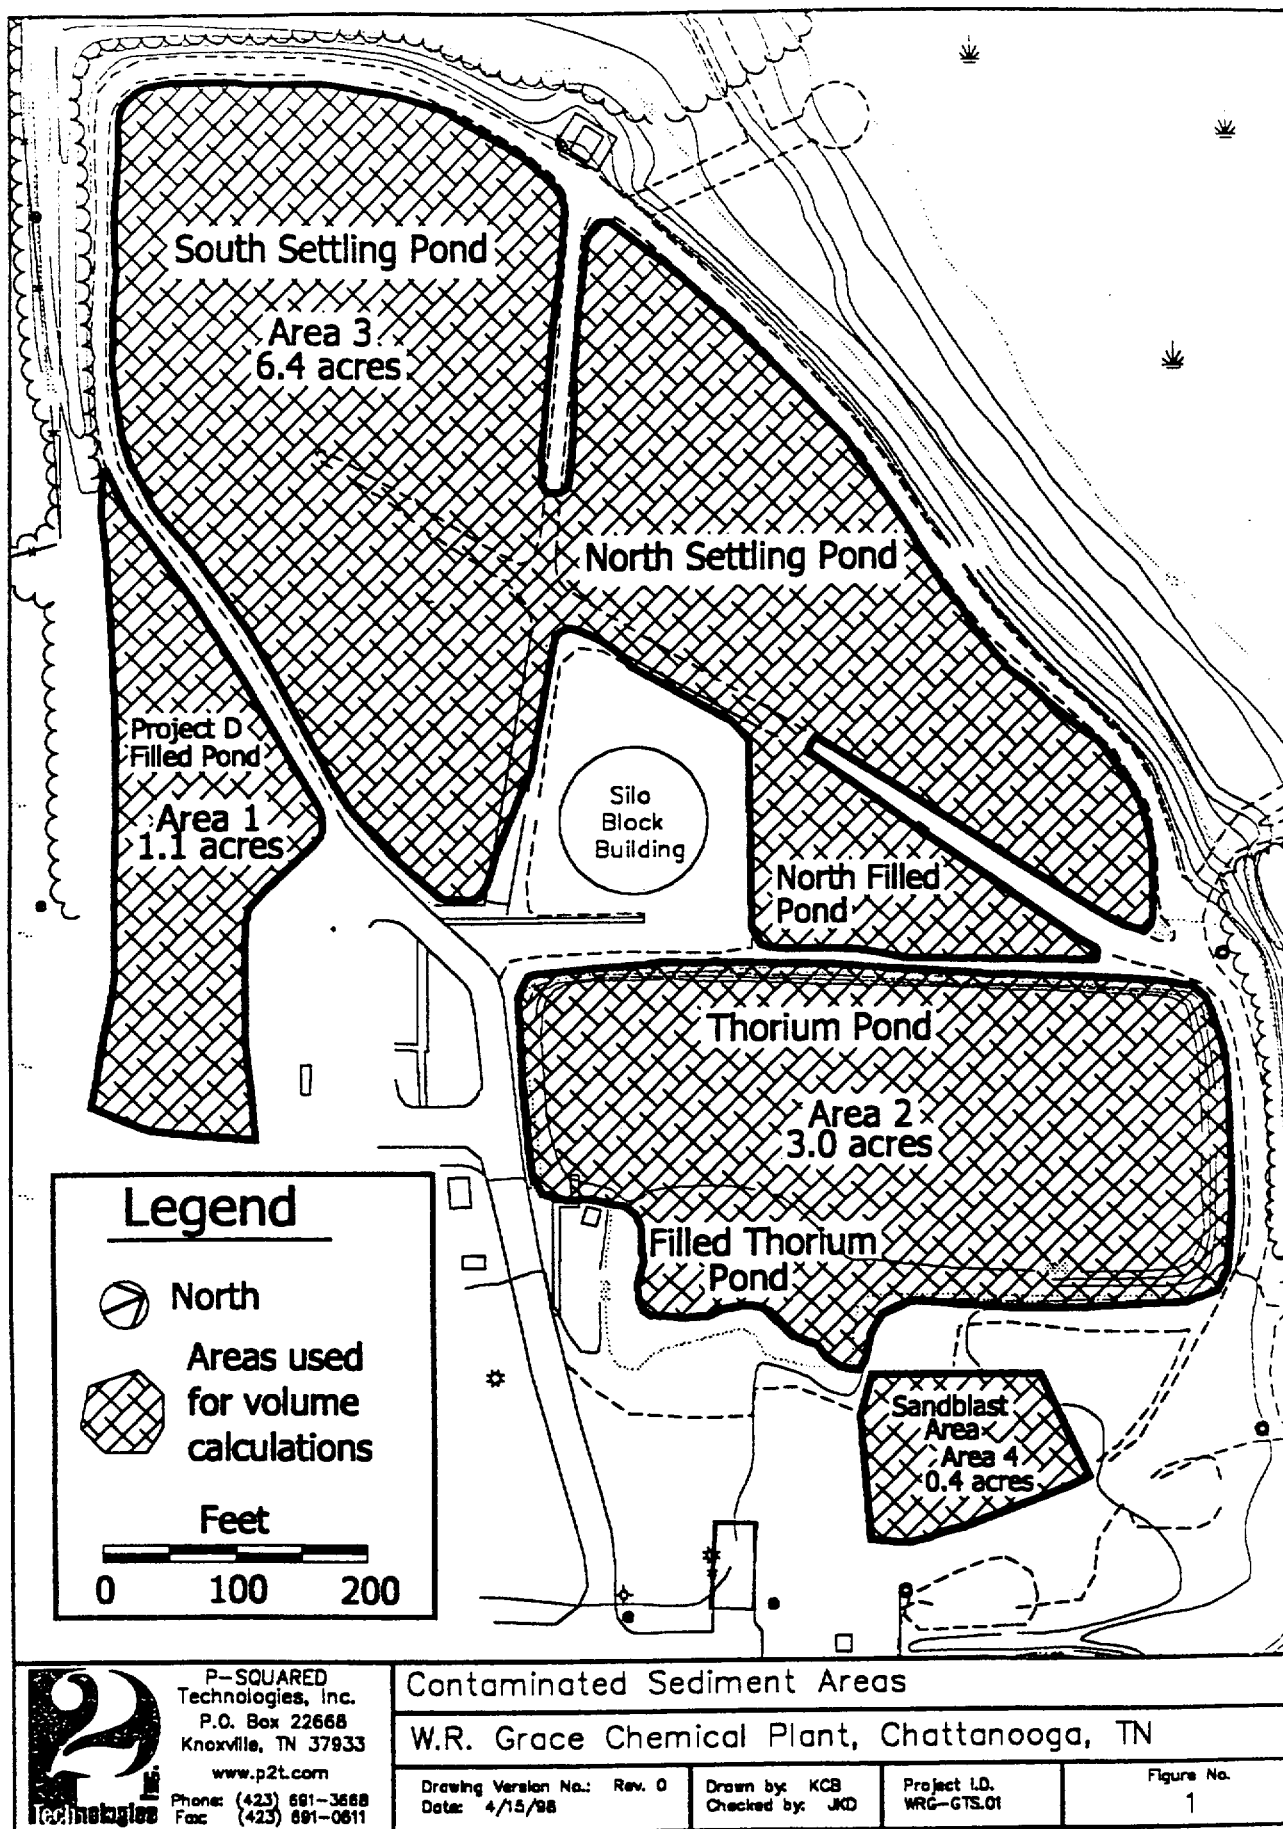 South Settling Pond
Area 3
6.4 acres
North Settling Pond
Project D
Filled Pond
Area 1
1.1 acres
Silo
Block
Building
North Filled
Pond
Thorium Pond
Area 2
3.0 acres
Filled Thorium
Pond
Sandblast
Area
Area 4
0.4 acres
Legend
North
Areas used
for volume
calculations
Feet
0 100 200
2
Technologies Inc.
P-SQUARED
Technologies, Inc.
P.O. Box 22668
Knoxville, TN 37933
www.p2t.com
Phone: (423) 691-3668
Fax: (423) 691-0611
Contaminated Sediment Areas
W.R. Grace Chemical Plant, Chattanooga, TN
Drawing Version No.: Rev. 0
Date: 4/15/98
Drawn by: KCB
Checked by: JKD
Project I.D.
WRG-GTS.01
Figure No.
1